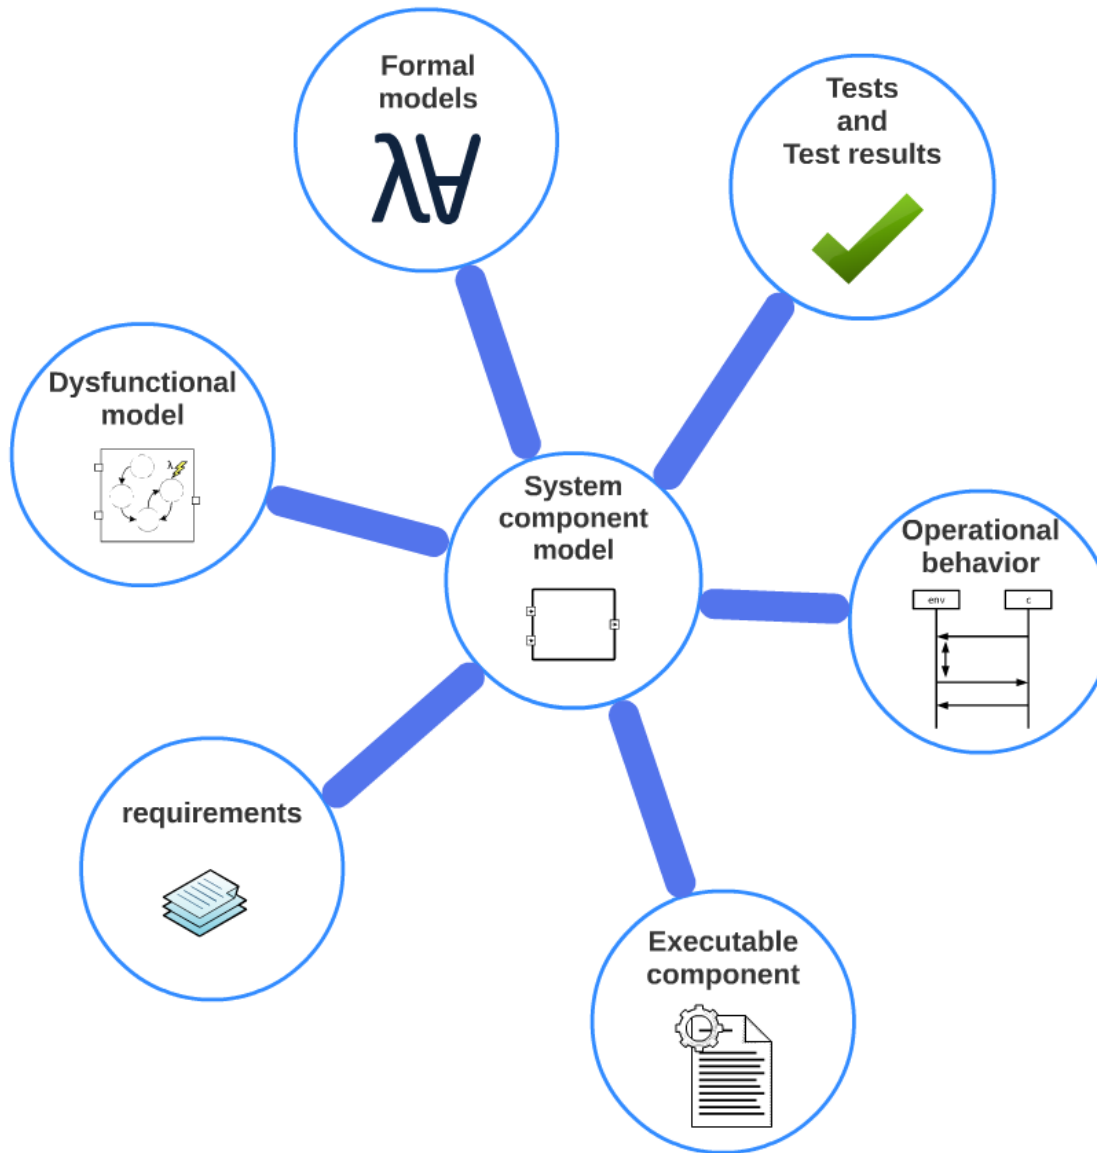 Formal
models
Tests
and
Test results
Dysfunctional
model
λ
System
component
model
Operational
behavior
env
c
requirements
Executable
component